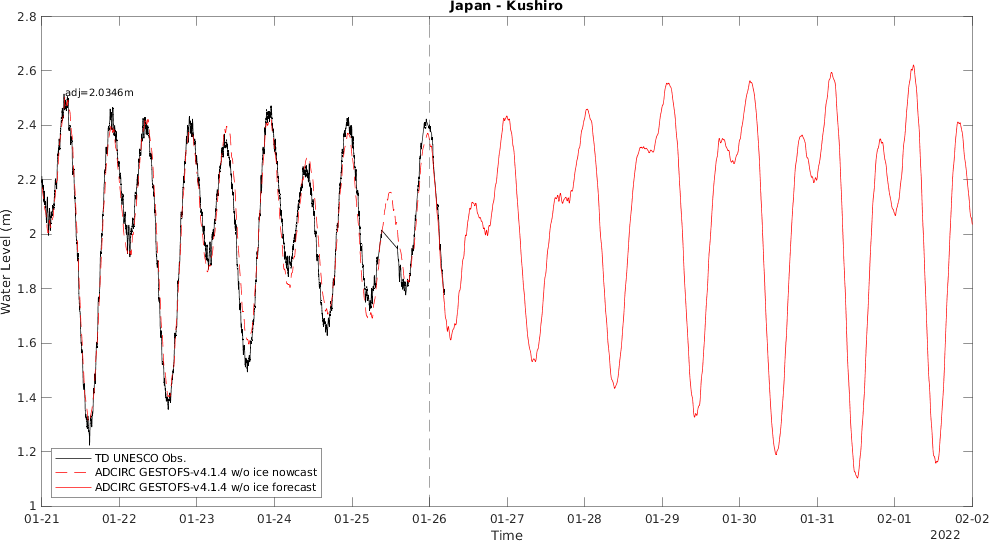 Japan - Kushiro
2.8
2.6
2.4
2.2
2
1.8
1.6
1.4
1.2
1
Water Level (m)
adj=2.0346m
TD UNESCO Obs.
ADCIRC GESTOFS-v4.1.4 w/o ice nowcast
ADCIRC GESTOFS-v4.1.4 w/o ice forecast
01-21 01-22 01-23 01-24 01-25 01-26 01-27 01-28 01-29 01-30 01-31 02-01 02-02
Time
2022